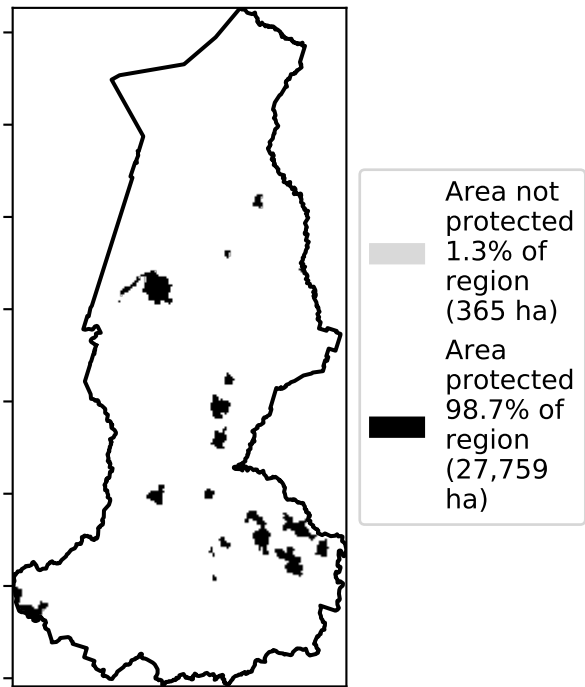 Area not
protected
1.3% of
region
(365 ha)
Area
protected
98.7% of
region
(27,759
ha)